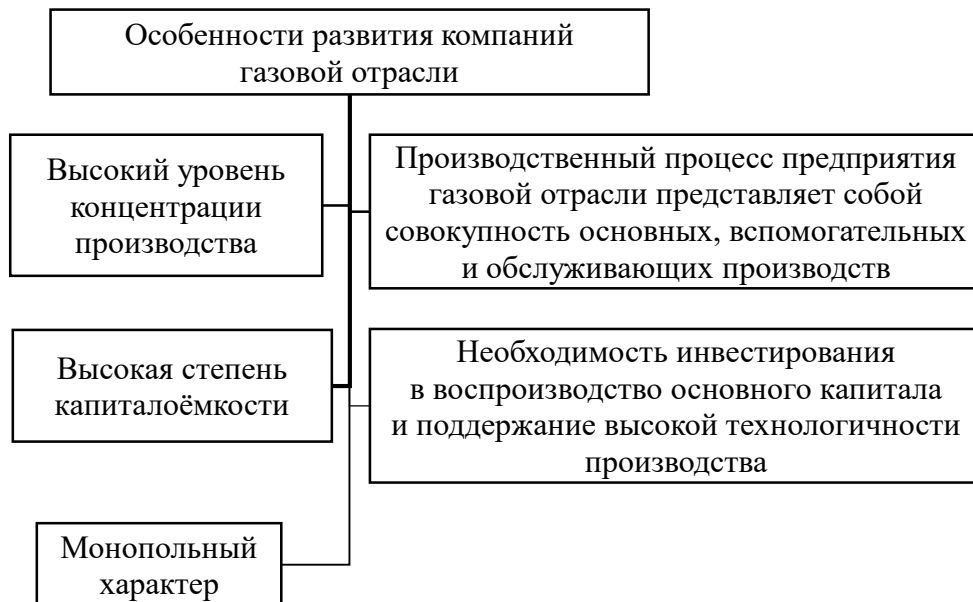 Особенности развития компаний
газовой отрасли
Высокий уровень
концентрации
производства
Производственный процесс предприятия
газовой отрасли представляет собой
совокупность основных, вспомогательных
и обслуживающих производств
Высокая степень
капиталоёмкости
Необходимость инвестирования
в воспроизводство основного капитала
и поддержание высокой технологичности
производства
Монопольный
характер